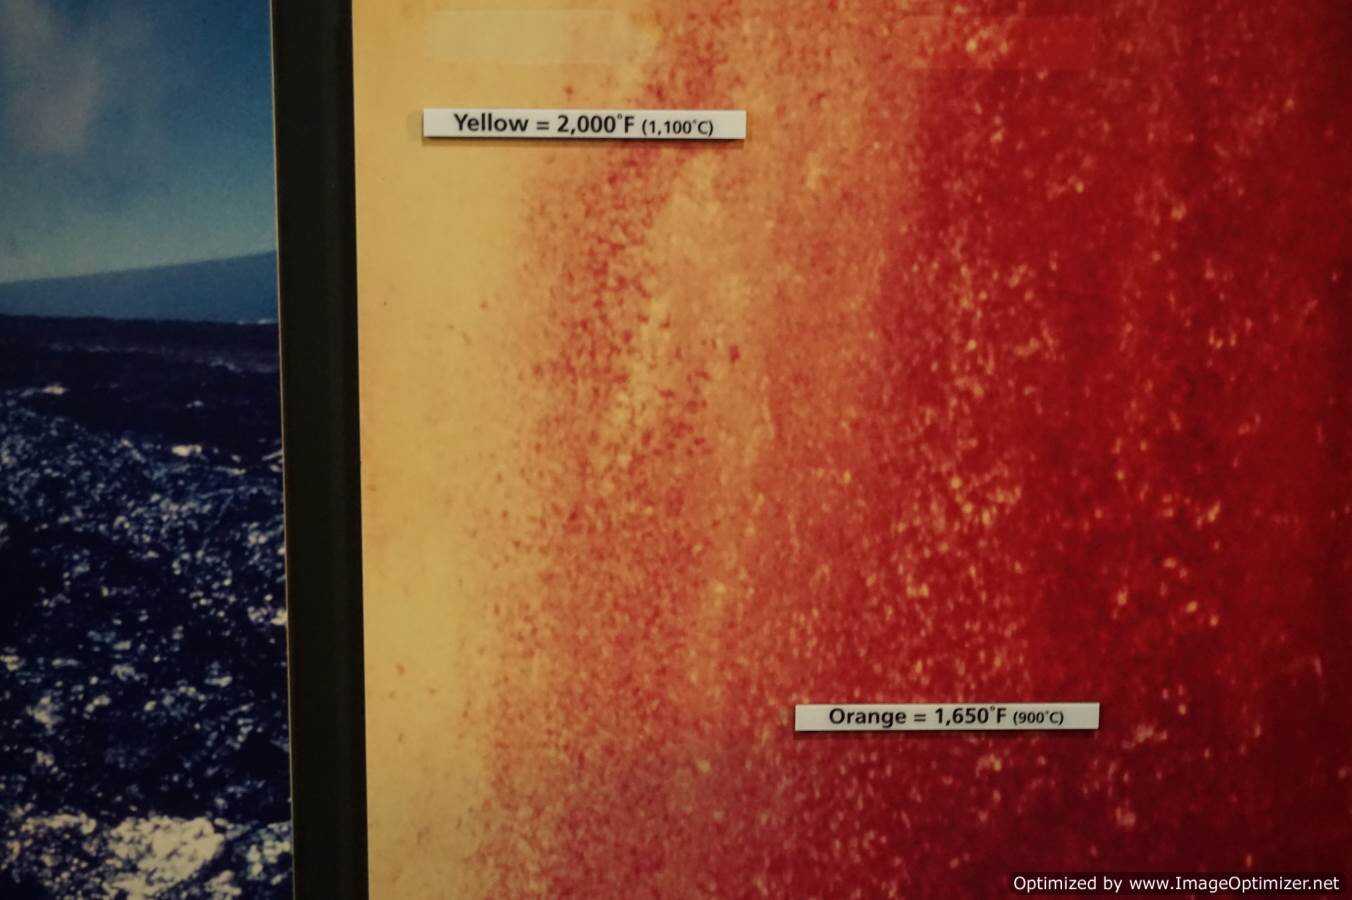 Yellow = 2,000°F (1,100°C)
Orange = 1,650°F (900°C)
Optimized by www.ImageOptimizer.net